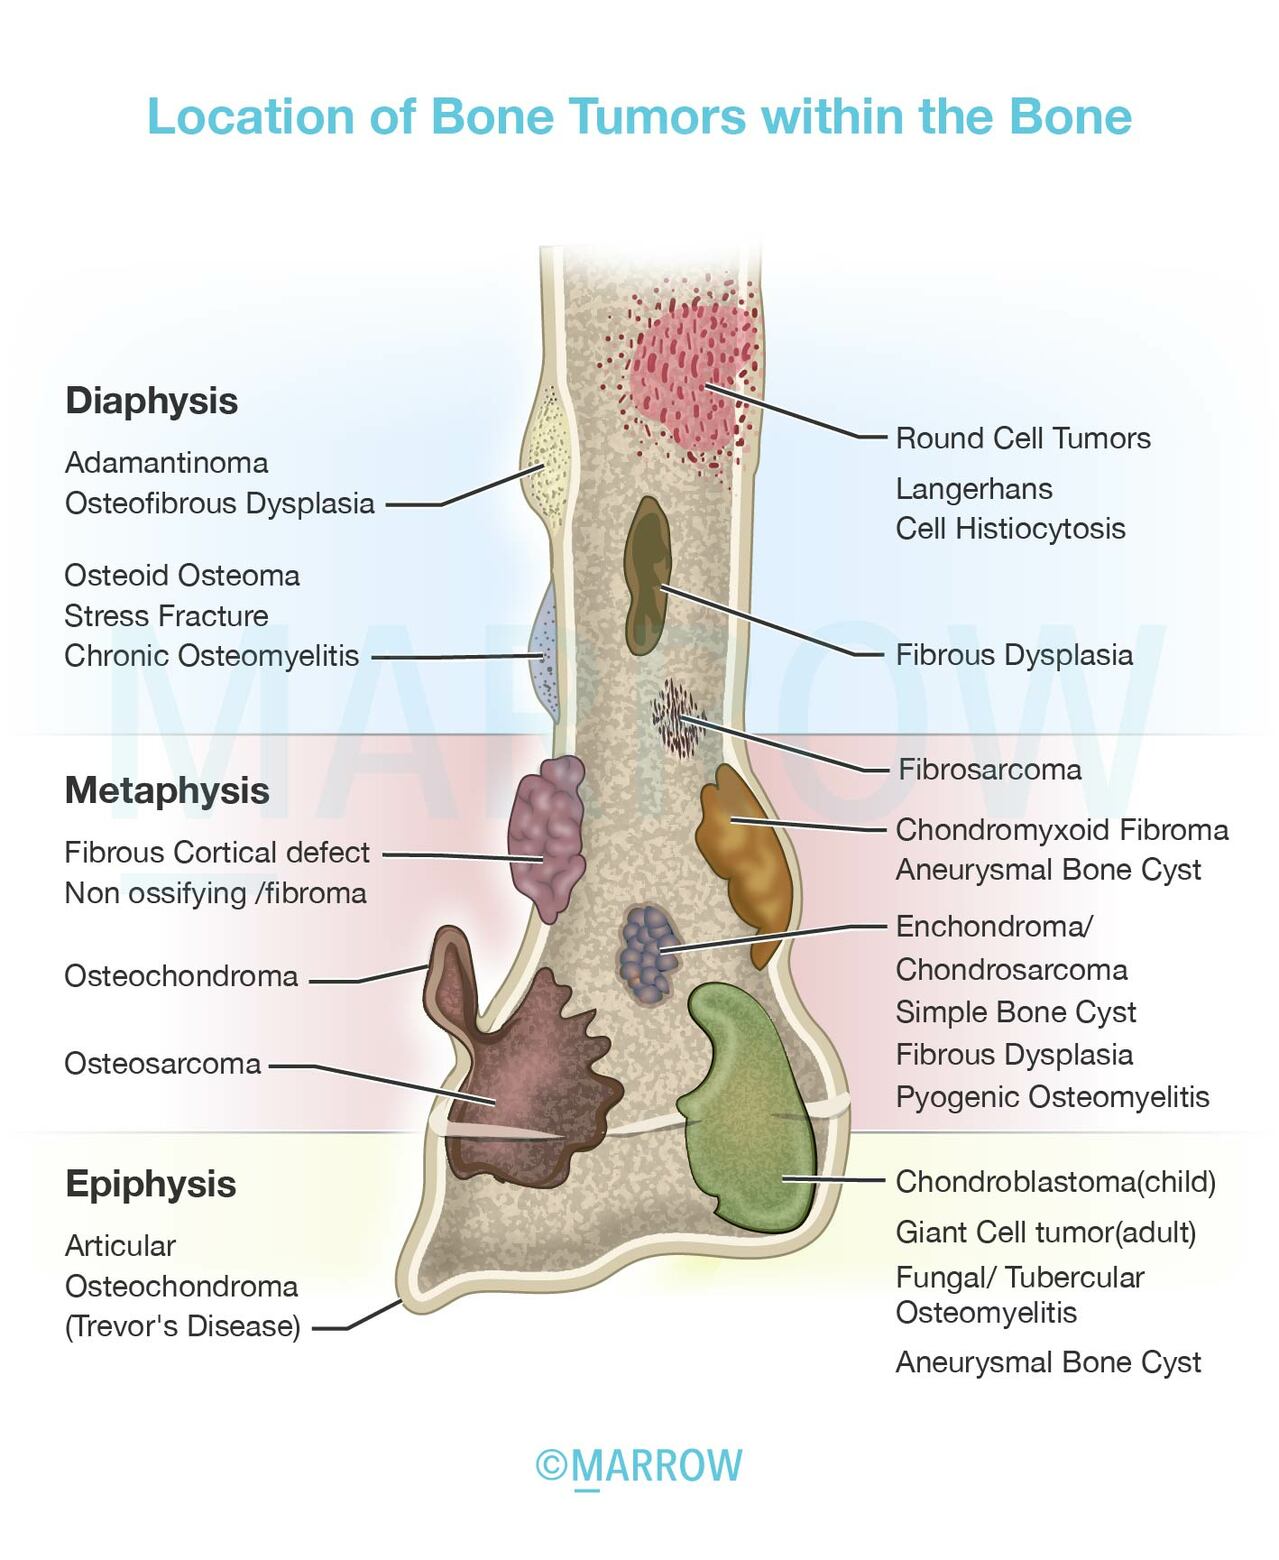 Location of Bone Tumors within the Bone
Diaphysis
Adamantinoma
Osteofibrous Dysplasia
Osteoid Osteoma
Stress Fracture
Chronic Osteomyelitis
Round Cell Tumors
Langerhans
Cell Histiocytosis
Fibrous Dysplasia
Fibrosarcoma
Metaphysis
Fibrous Cortical defect
Non ossifying /fibroma
Osteochondroma
Osteosarcoma
Chondromyxoid Fibroma
Aneurysmal Bone Cyst
Enchondroma/
Chondrosarcoma
Simple Bone Cyst
Fibrous Dysplasia
Pyogenic Osteomyelitis
Epiphysis
Articular
Osteochondroma
(Trevor's Disease)
Chondroblastoma(child)
Giant Cell tumor(adult)
Fungal/ Tubercular
Osteomyelitis
Aneurysmal Bone Cyst
MARROW
©MARROW